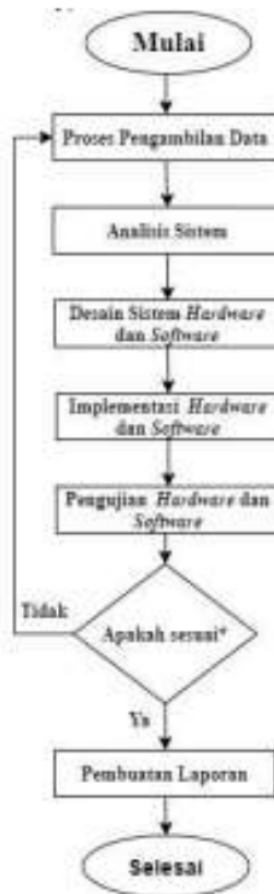 Mulai
Proses Pengambilan Data
Analisis Sistem
Desain Sistem Hardware
dan Software
Implementasi Hardware
dan Software
Pengujian Hardware dan
Software
Tidak
Apakah sesuai*
Ya
Pembuatan Laporan
Selesai